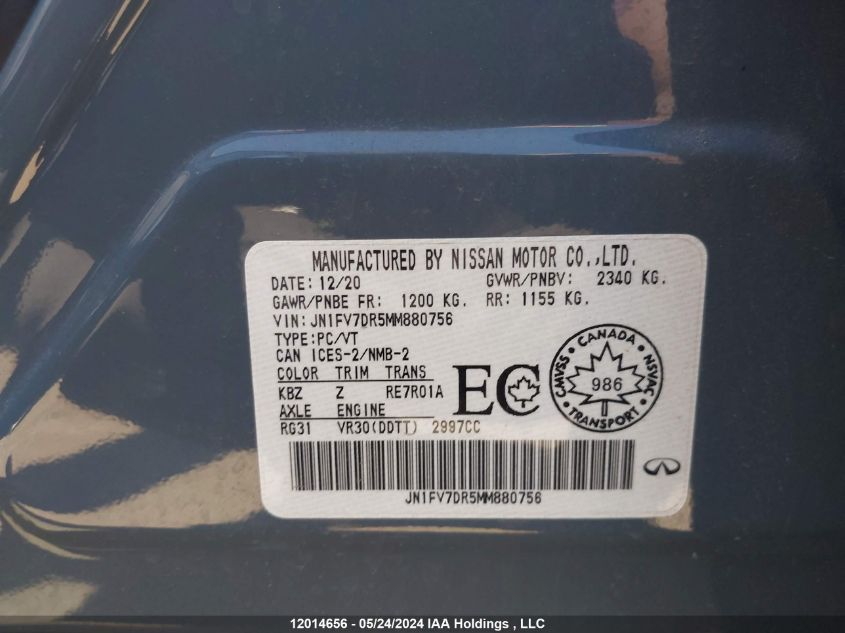 MANUFACTURED BY NISSAN MOTOR CO.,LTD.
DATE: 12/20 GVWR/PNBV: 2340 KG.
GAWR/PNBE FR: 1200 KG. RR: 1155 KG.
VIN: JN1FV7DR5MM880756
TYPE: PC/VT
CAN ICES-2/NMB-2
COLOR TRIM TRANS
KBZ Z RE7R01A
AXLE ENGINE
RG31 VR30(DDTT) 2997CC
EC
CMVSS - CANADA - NSVAC
986
TRANSPORT
JN1FV7DR5MM880756
12014656 - 05/24/2024 IAA Holdings , LLC